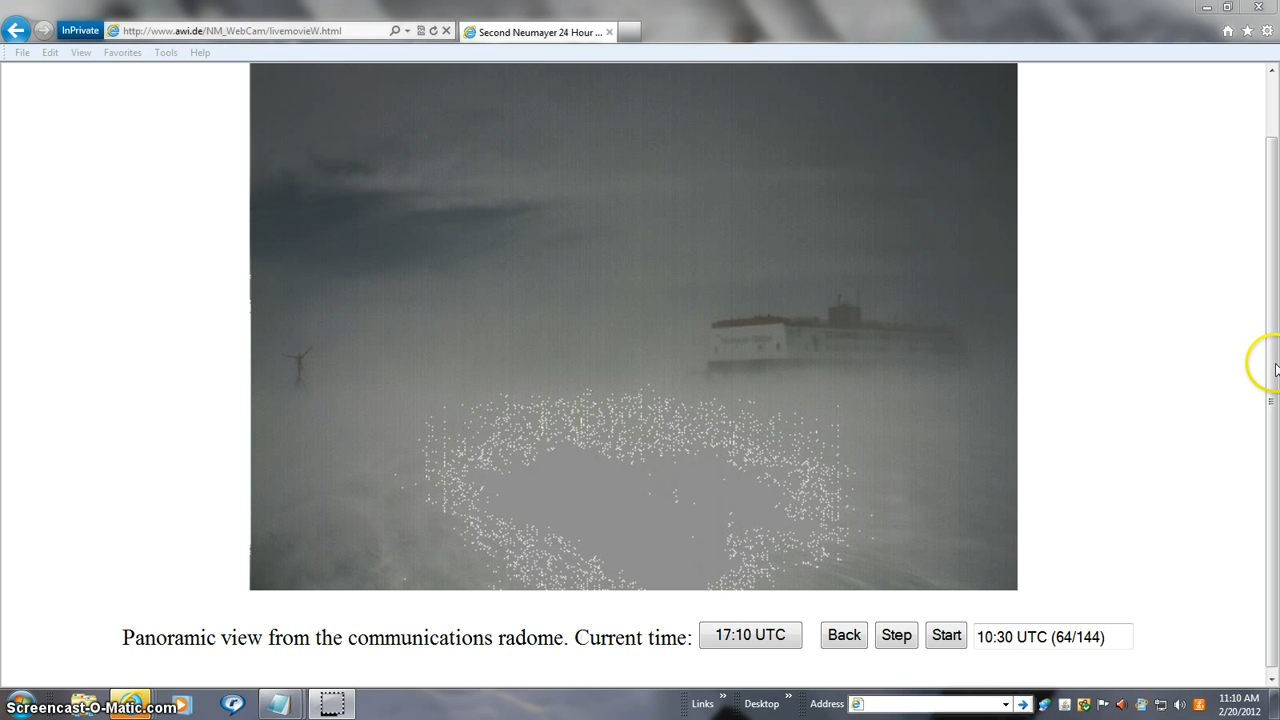 InPrivate
http://www.awi.de/NM_WebCam/livemovieW.html
Second Neumayer 24 Hour ...
File Edit View Favorites Tools Help
Panoramic view from the communications radome. Current time: 17:10 UTC Back Step Start 10:30 UTC (64/144)
Screencast-O-Matic.com
Links » Desktop » Address
11:10 AM
2/20/2012